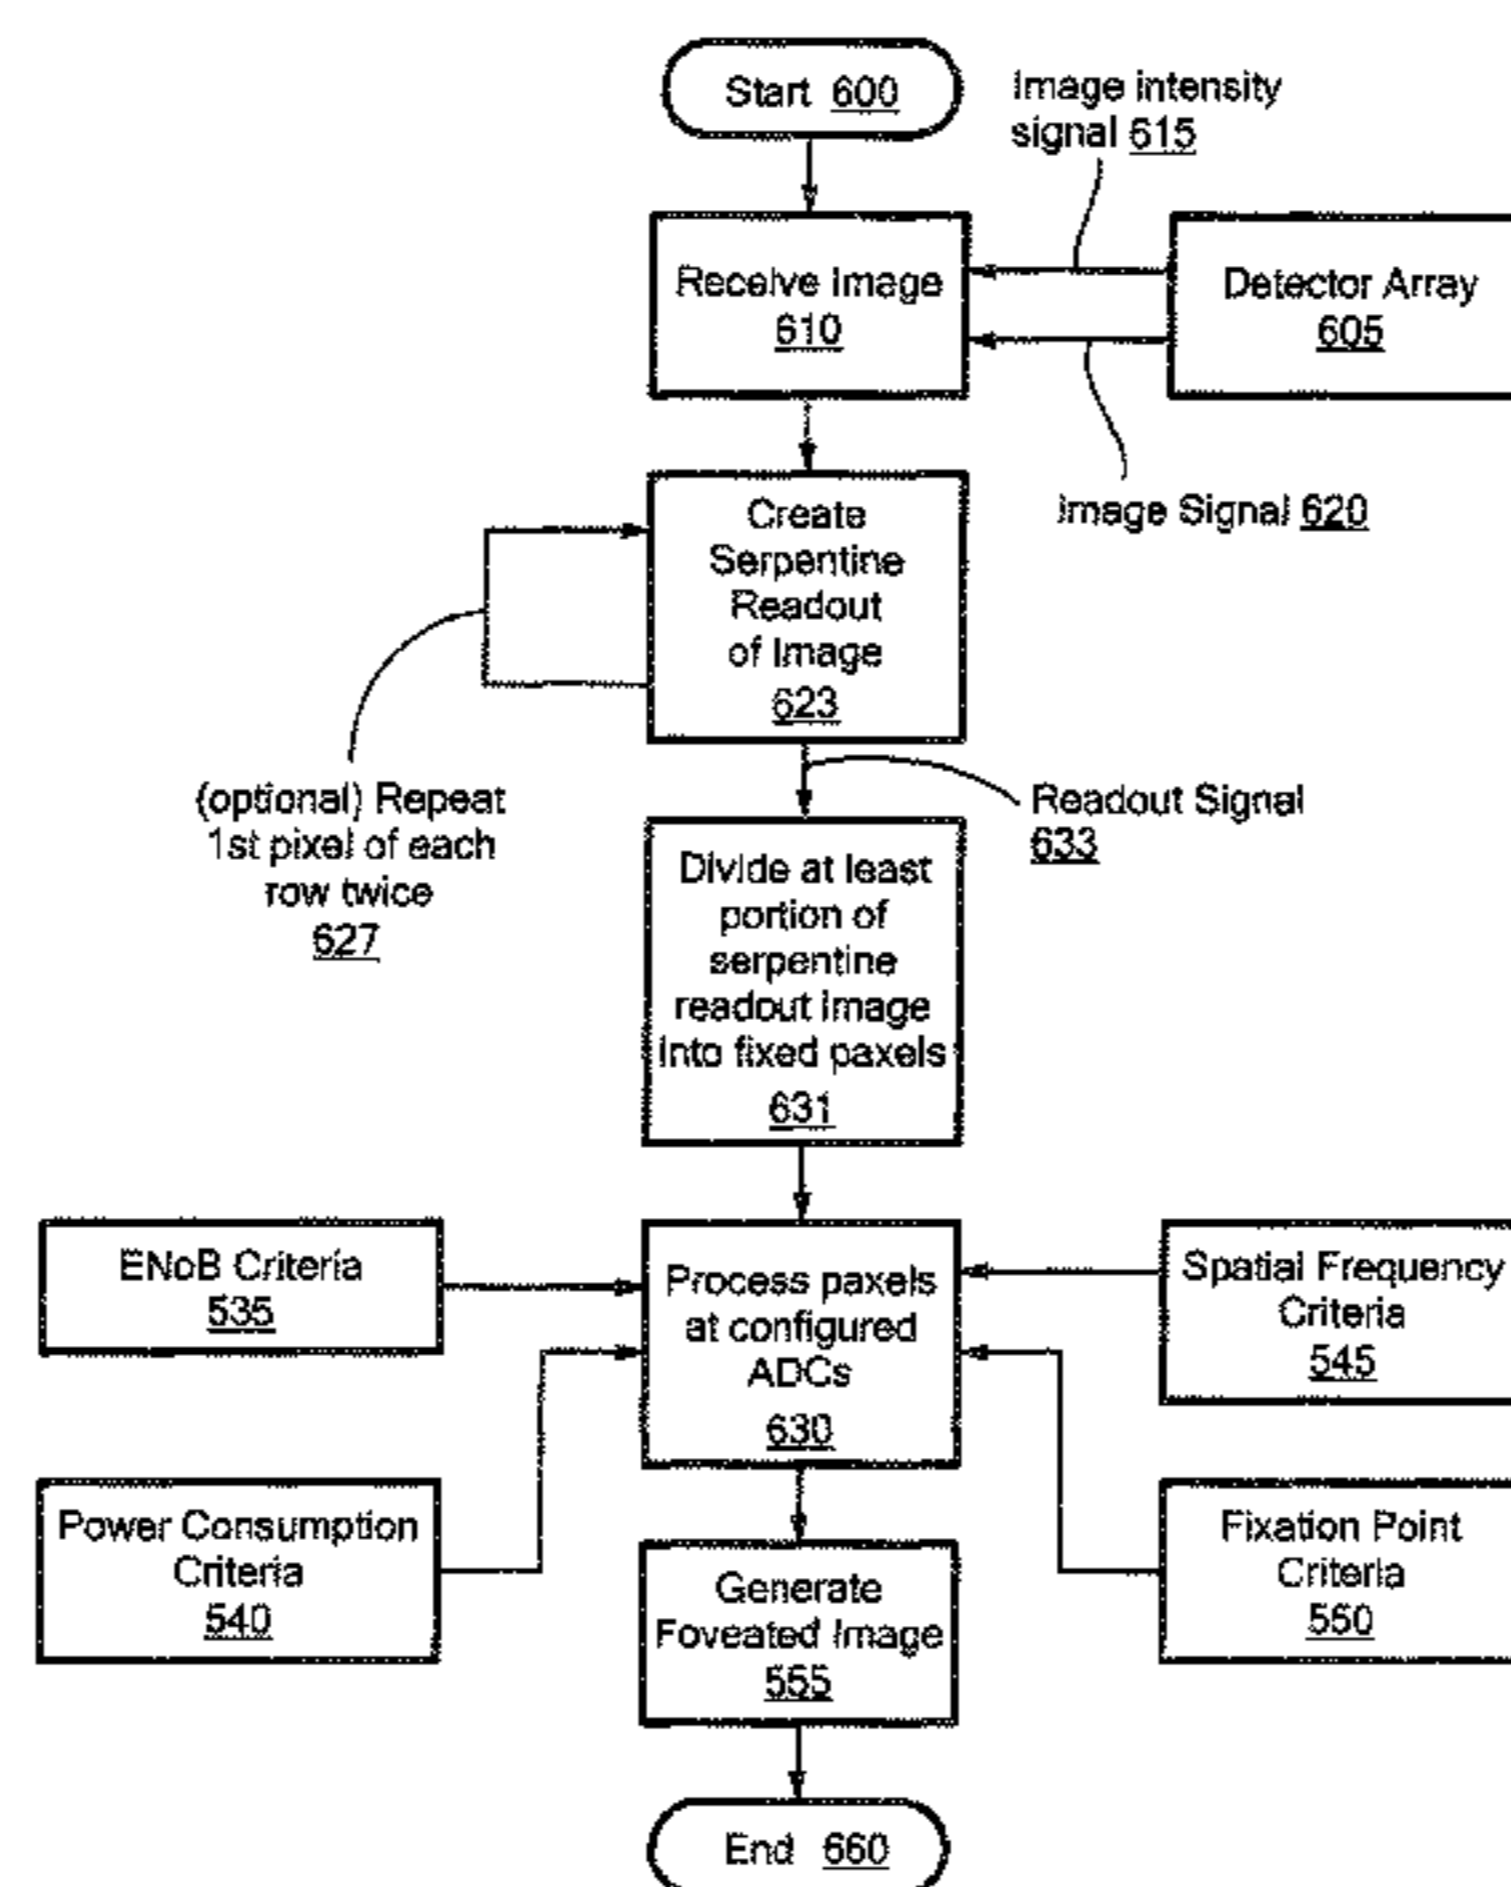 Start 600
Image intensity
signal 615
Receive Image
610
Detector Array
605
Image Signal 620
Create
Serpentine
Readout
of Image
623
(optional) Repeat
1st pixel of each
row twice
627
Readout Signal
633
Divide at least
portion of
serpentine
readout image
into fixed paxels
631
ENoB Criteria
535
Process paxels
at configured
ADCs
630
Spatial Frequency
Criteria
545
Power Consumption
Criteria
540
Fixation Point
Criteria
550
Generate
Foveated Image
555
End 660